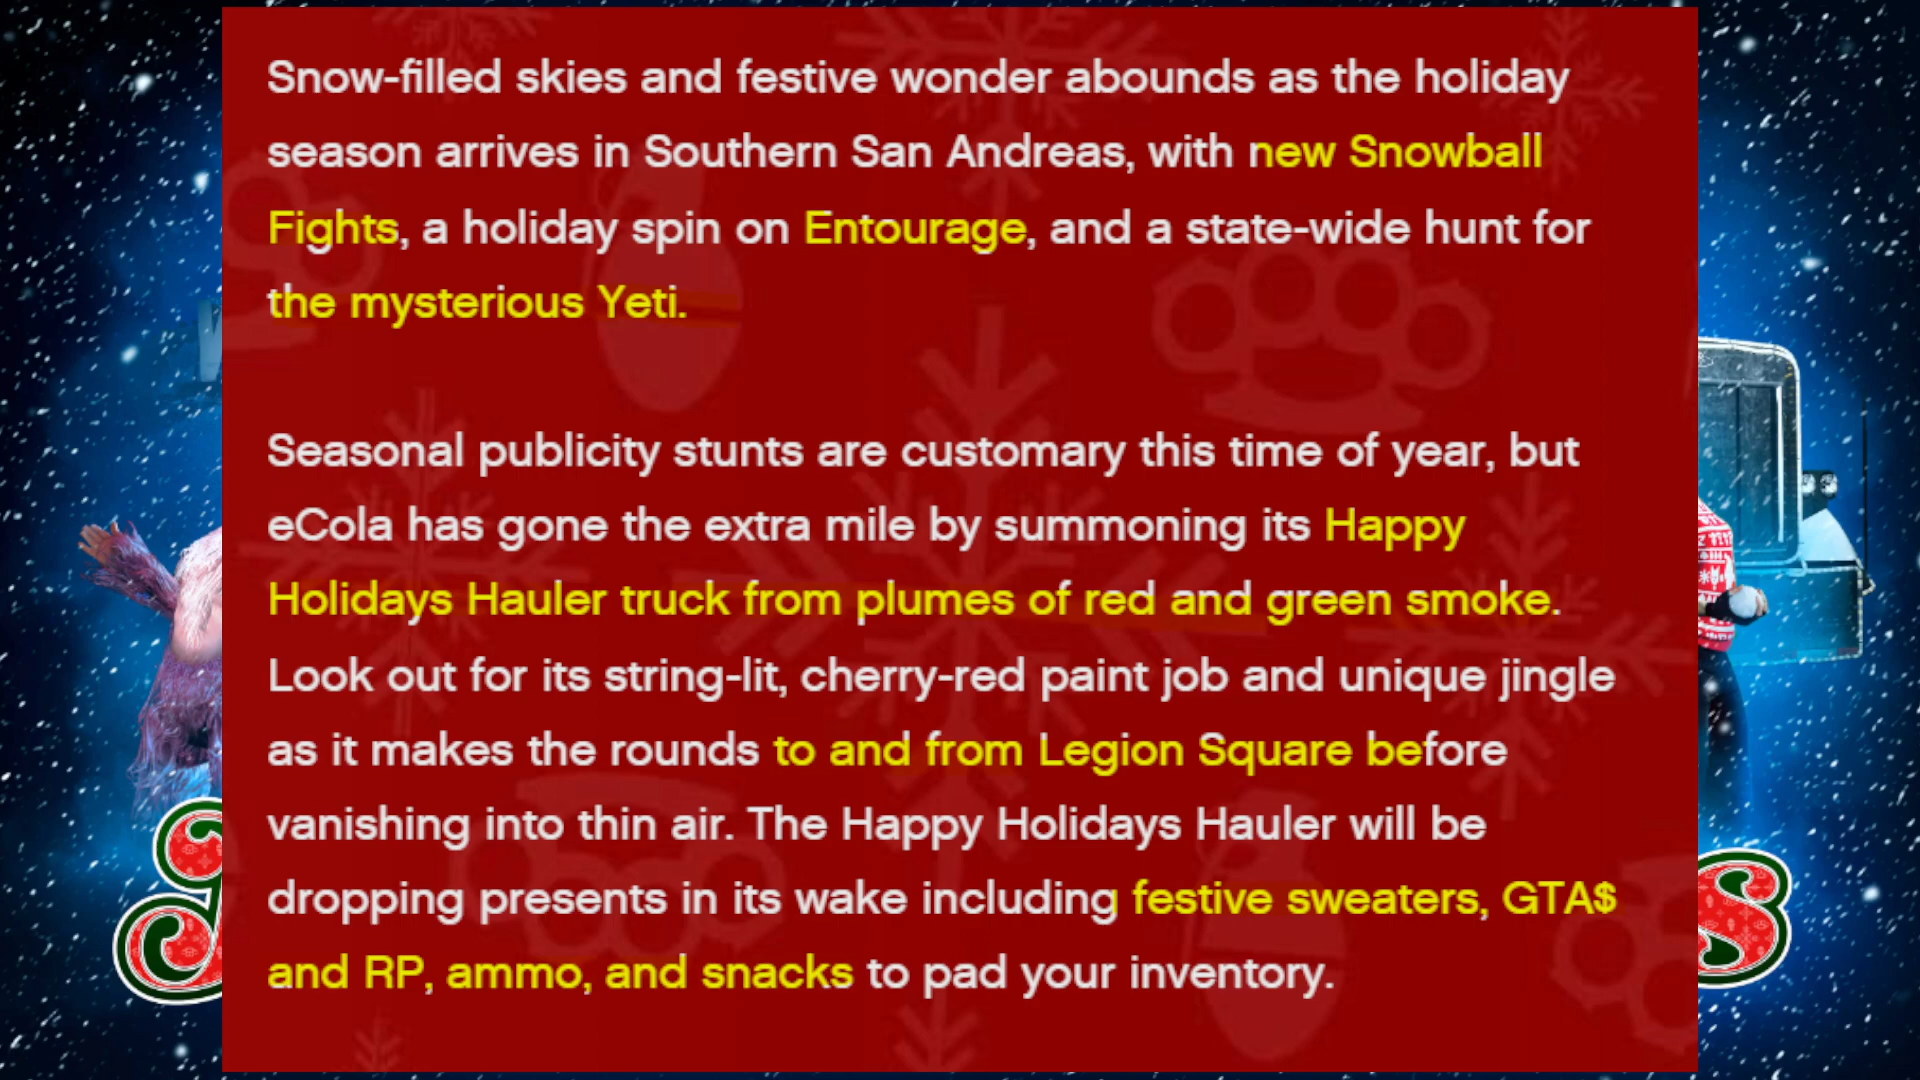 Snow-filled skies and festive wonder abounds as the holiday
season arrives in Southern San Andreas, with new Snowball
Fights, a holiday spin on Entourage, and a state-wide hunt for
the mysterious Yeti.
Seasonal publicity stunts are customary this time of year, but
eCola has gone the extra mile by summoning its Happy
Holidays Hauler truck from plumes of red and green smoke.
Look out for its string-lit, cherry-red paint job and unique jingle
as it makes the rounds to and from Legion Square before
vanishing into thin air. The Happy Holidays Hauler will be
dropping presents in its wake including festive sweaters, GTA$
and RP, ammo, and snacks to pad your inventory.